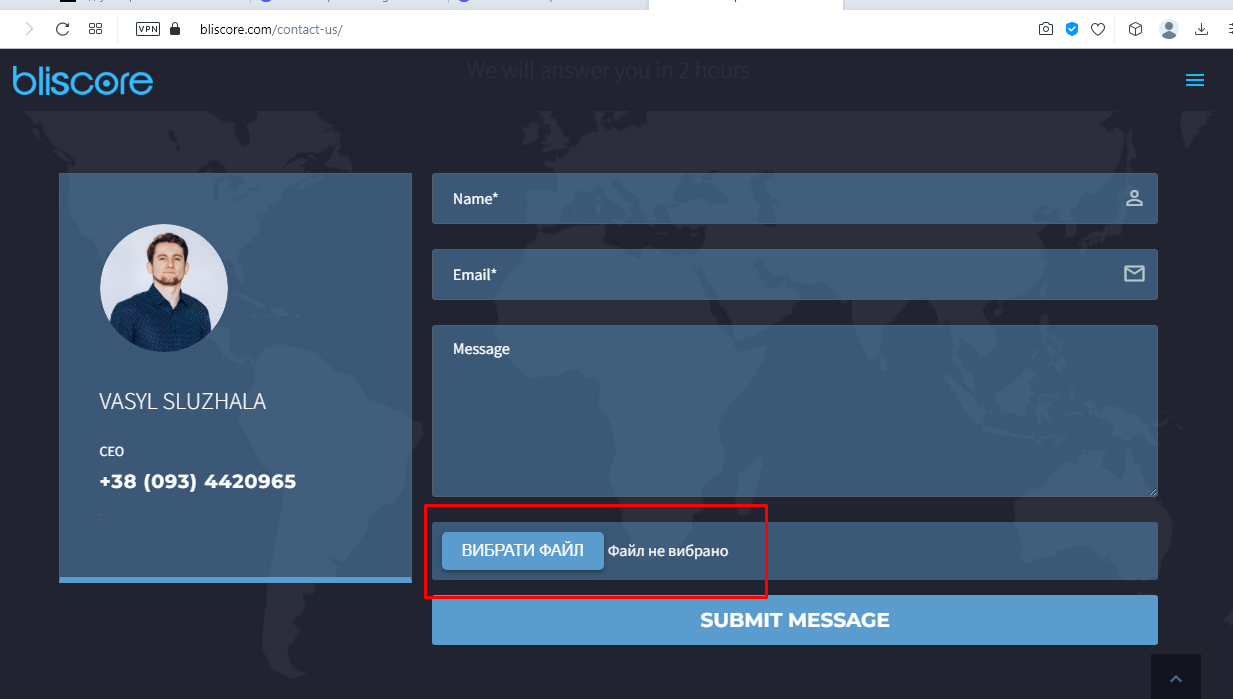 VPN
bliscore.com/contact-us/
bliscore
We will answer you in 2 hours
Name*
Email*
Message
VASYL SLUZHALA
CEO
+38 (093) 4420965
ВИБРАТИ ФАЙЛ Файл не вибрано
SUBMIT MESSAGE